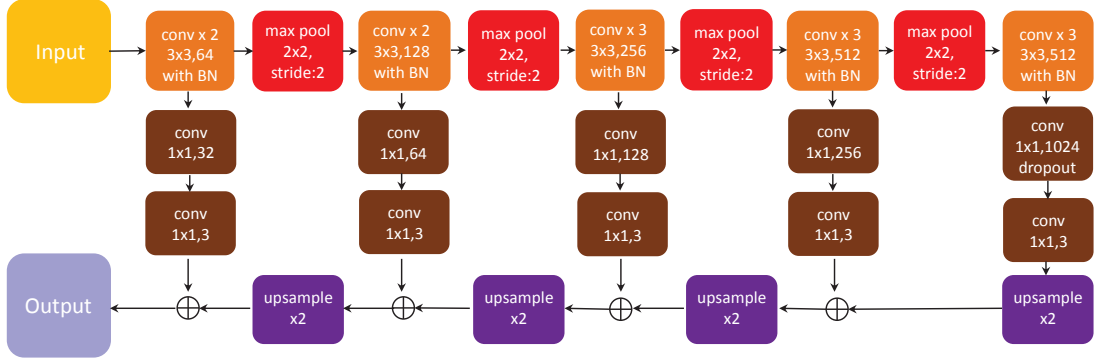 Input
conv x 2
3x3,64
with BN
max pool
2x2,
stride:2
conv x 2
3x3,128
with BN
max pool
2x2,
stride:2
conv x 3
3x3,256
with BN
max pool
2x2,
stride:2
conv x 3
3x3,512
with BN
max pool
2x2,
stride:2
conv x 3
3x3,512
with BN
conv
1x1,32
conv
1x1,64
conv
1x1,128
conv
1x1,256
conv
1x1,1024
dropout
conv
1x1,3
conv
1x1,3
conv
1x1,3
conv
1x1,3
conv
1x1,3
Output
upsample
x2
upsample
x2
upsample
x2
upsample
x2